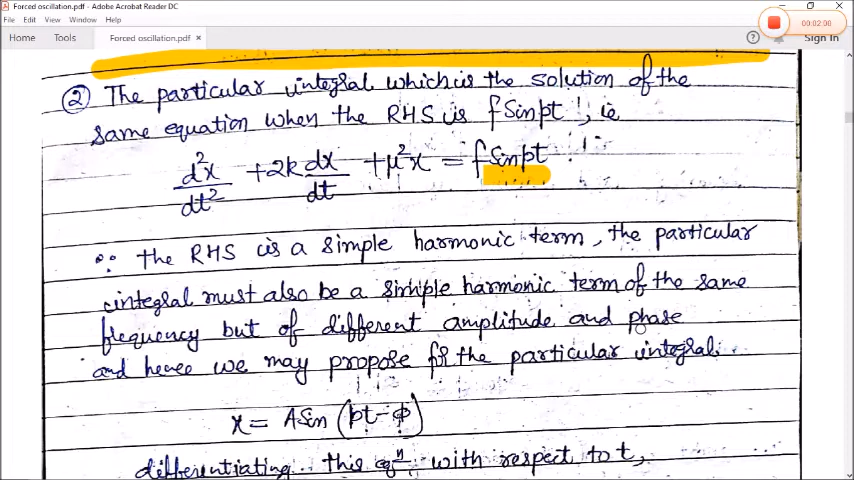 Forced oscillation.pdf - Adobe Acrobat Reader DC
File Edit View Window Help
00:02:00
Home Tools Forced oscillation.pdf × Sign In
② The particular integral which is the solution of the
same equation when the RHS is fSinpt, ie
d²x/dt² + 2k dx/dt + μ²x = fSinpt
∵ the RHS is a simple harmonic term, the particular
integral must also be a simple harmonic term of the same
frequency but of different amplitude and phase
and hence we may propose for the particular integral.
x = A Sin (pt-φ)
differentiating this eqn with respect to t,